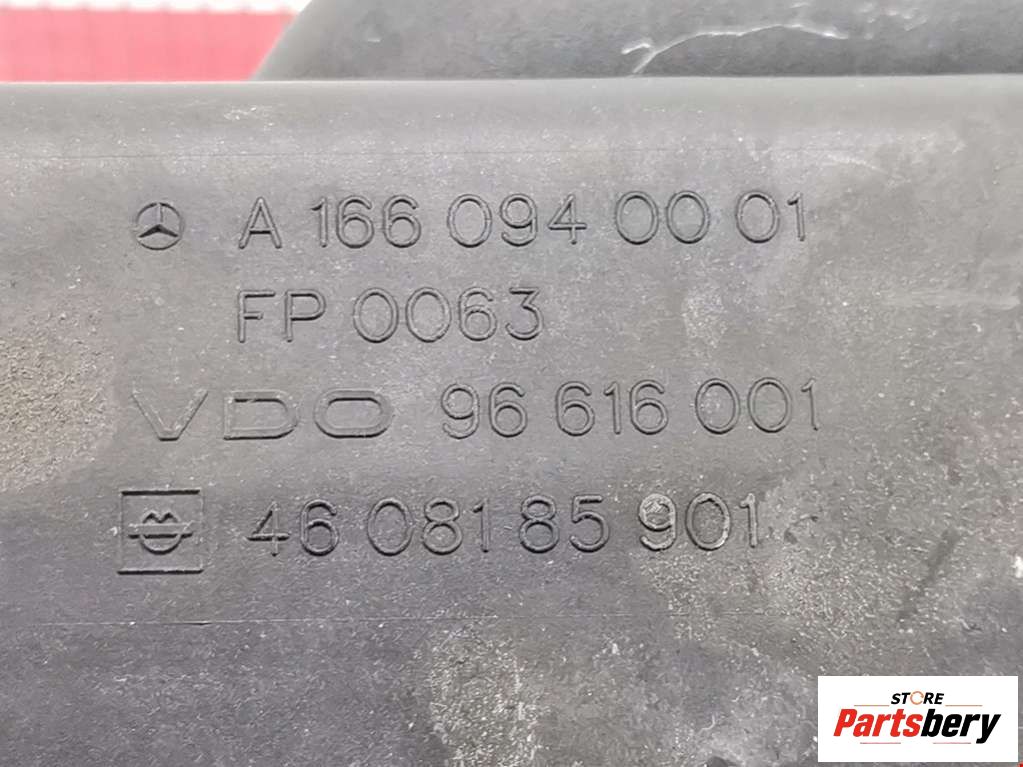 A 166 094 00 01
FP 0063
VDO 96 616 001
46 081 85 901
STORE
Partsbery